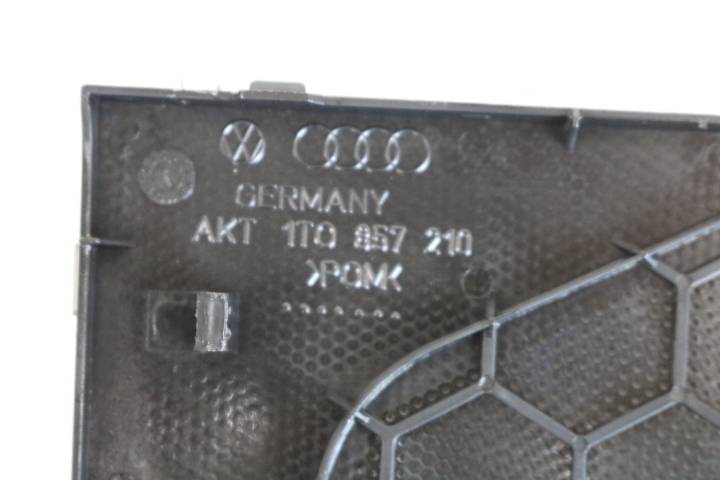 GERMANY
AKT 1T0 857 210
>POM<